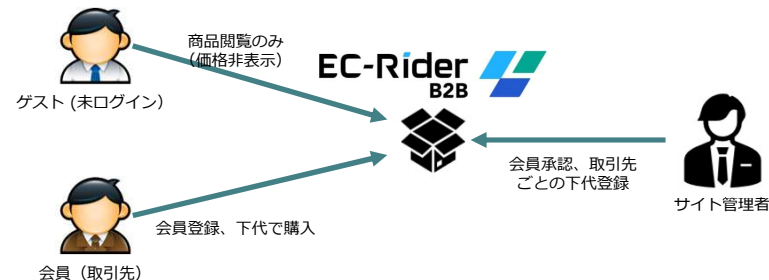 商品閲覧のみ
（価格非表示）
EC-Rider
B2B
ゲスト (未ログイン）
会員承認、取引先
ごとの下代登録
サイト管理者
会員登録、下代で購入
会員（取引先）